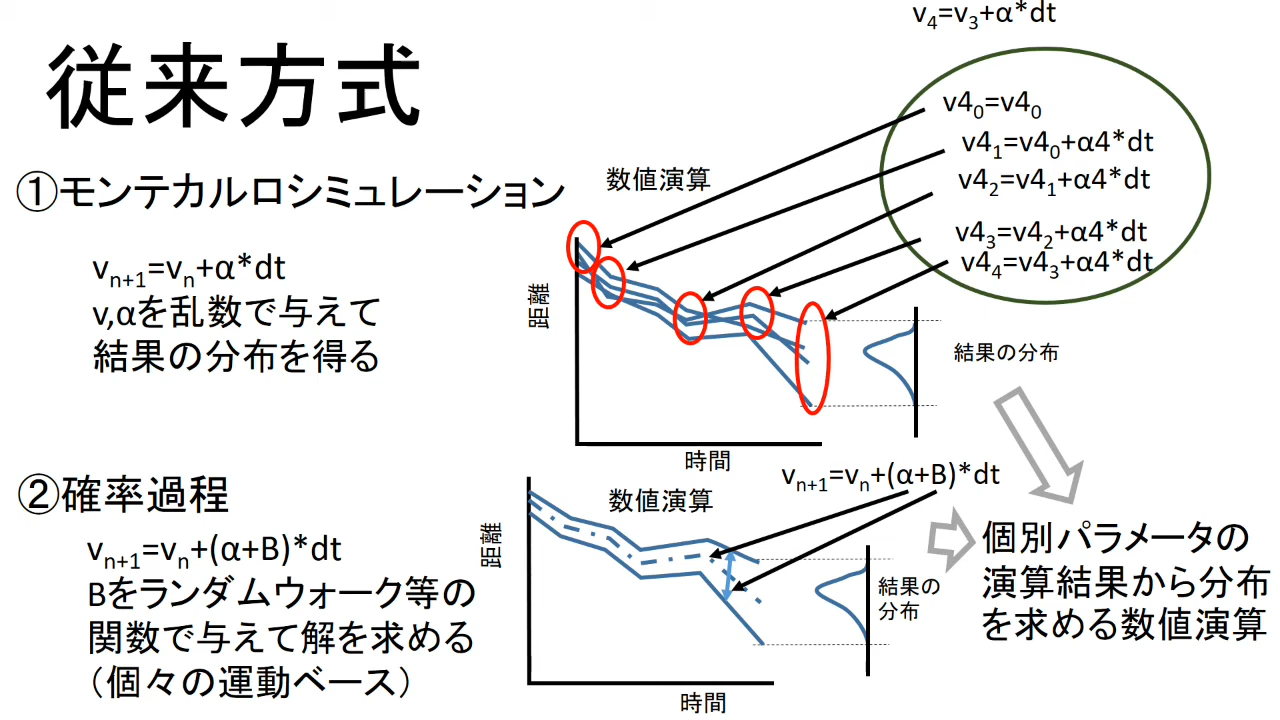 従来方式
①モンテカルロシミュレーション
vn+1=vn+α*dt
v,αを乱数で与えて
結果の分布を得る
v4=v3+α*dt
v40=v40
v41=v40+α4*dt
v42=v41+α4*dt
v43=v42+α4*dt
v44=v43+α4*dt
数値演算
距離
時間
結果の分布
②確率過程
vn+1=vn+(α+B)*dt
Bをランダムウォーク等の
関数で与えて解を求める
（個々の運動ベース）
vn+1=vn+(α+B)*dt
数値演算
距離
時間
結果の
分布
個別パラメータの
演算結果から分布
を求める数値演算